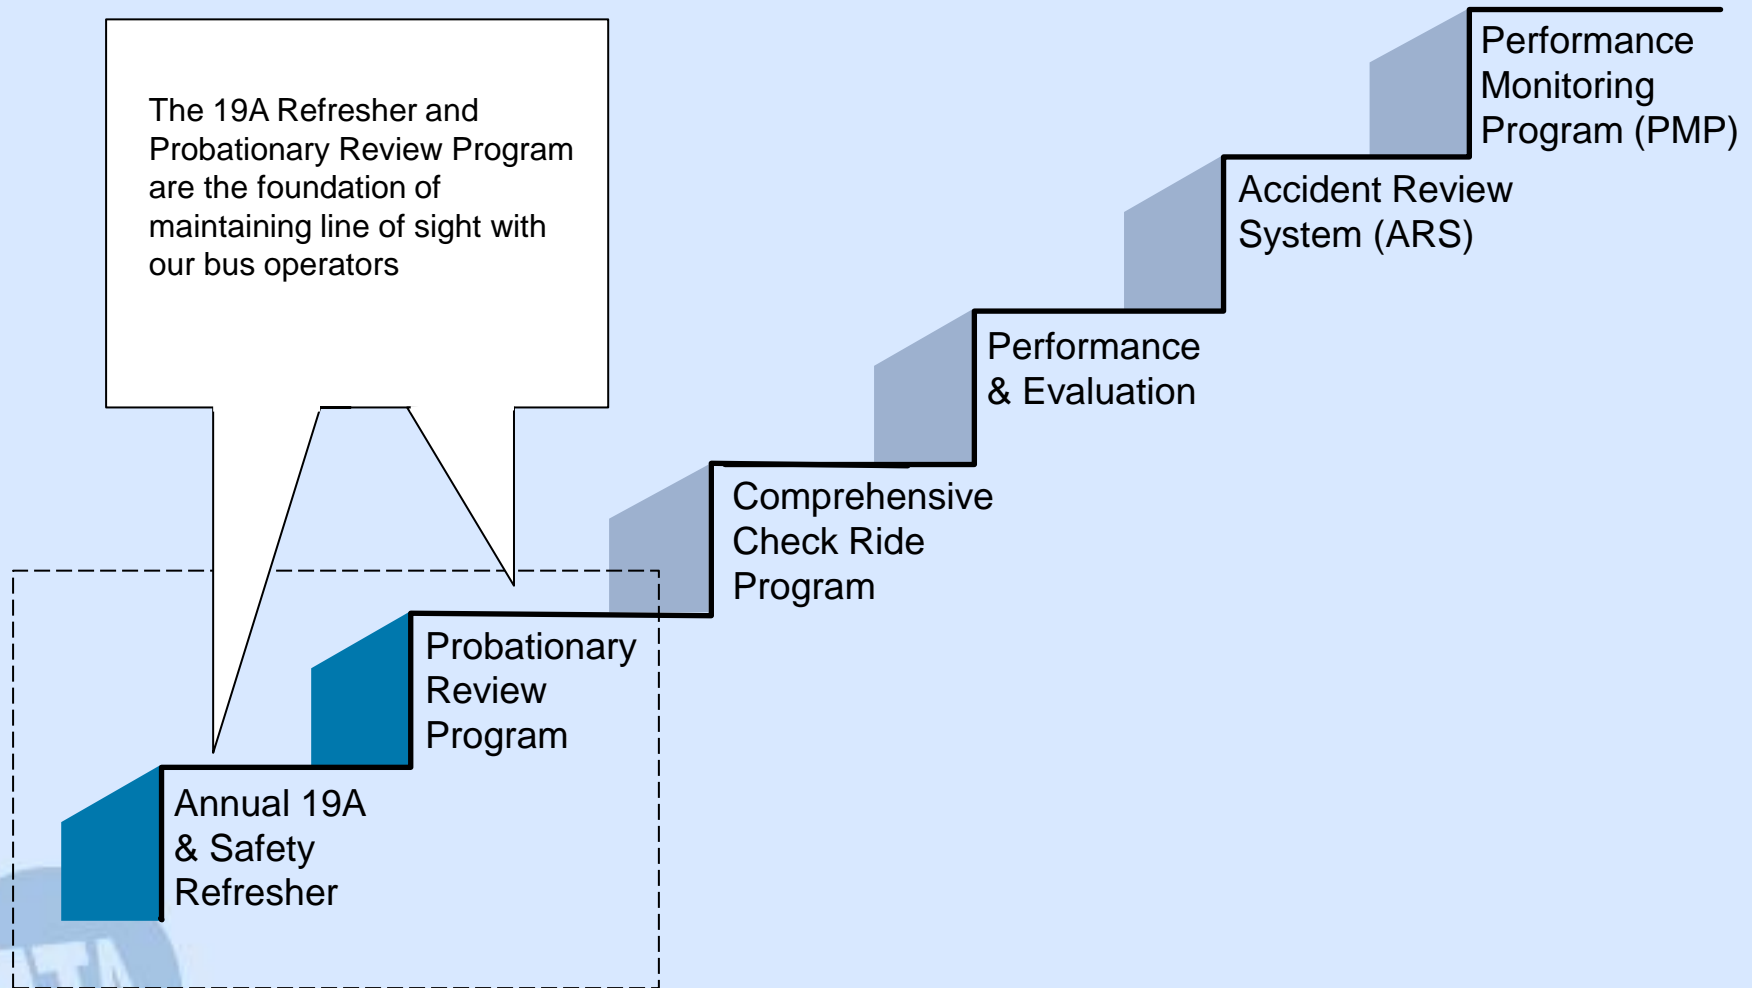 The 19A Refresher and
Probationary Review Program
are the foundation of
maintaining line of sight with
our bus operators
Performance
Monitoring
Program (PMP)
Accident Review
System (ARS)
Performance
& Evaluation
Comprehensive
Check Ride
Program
Probationary
Review
Program
Annual 19A
& Safety
Refresher